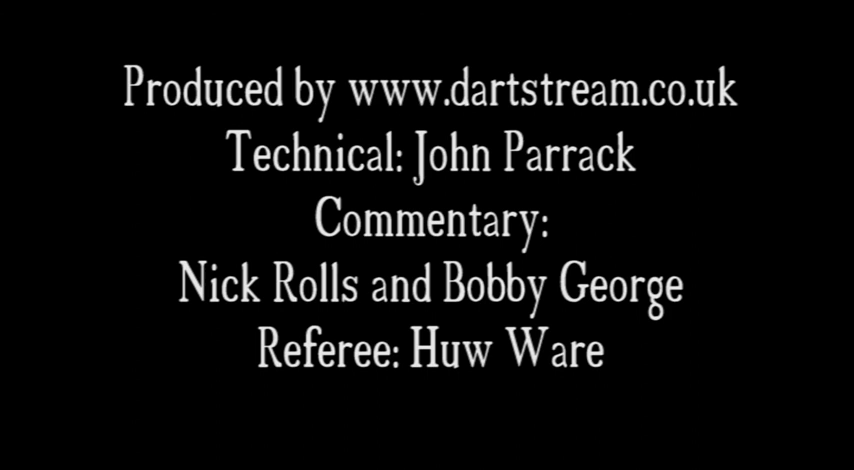 Produced by www.dartstream.co.uk
Technical: John Parrack
Commentary:
Nick Rolls and Bobby George
Referee: Huw Ware